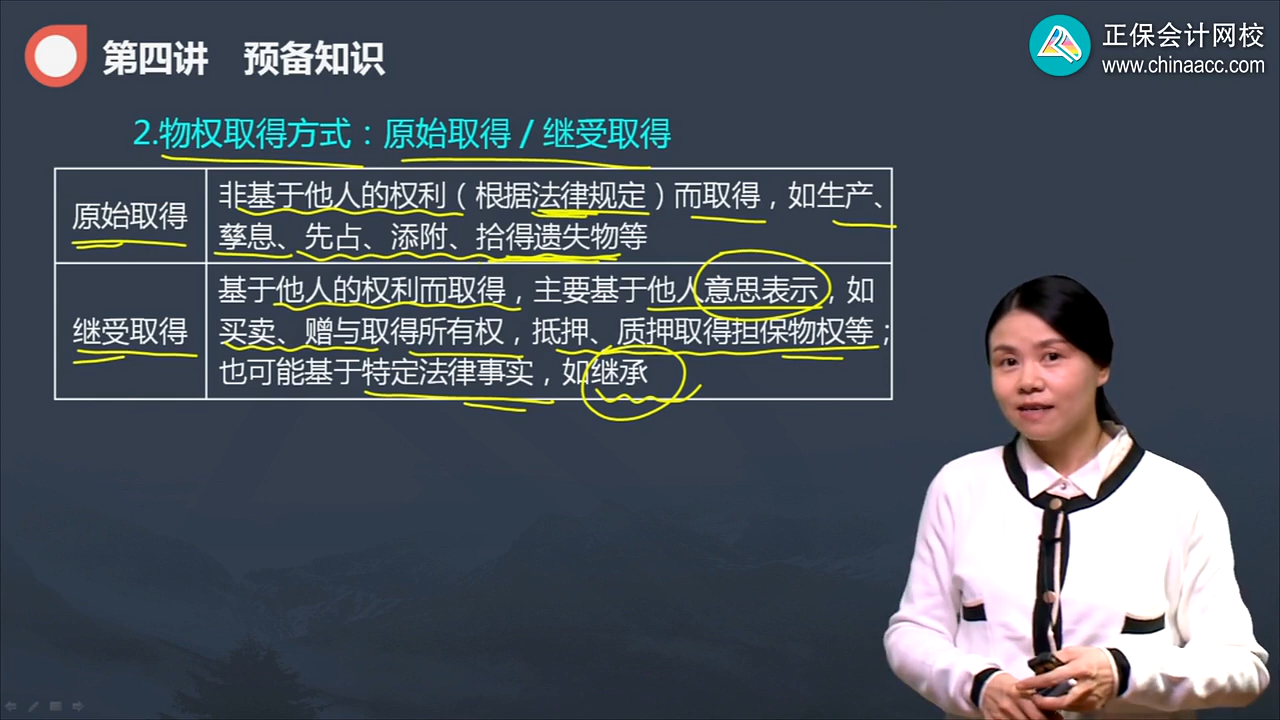 第四讲 预备知识
正保会计网校
www.chinaacc.com
2.物权取得方式：原始取得/继受取得
原始取得
非基于他人的权利（根据法律规定）而取得，如生产、
孳息、先占、添附、拾得遗失物等
继受取得
基于他人的权利而取得，主要基于他人意思表示，如
买卖、赠与取得所有权，抵押、质押取得担保物权等；
也可能基于特定法律事实，如继承